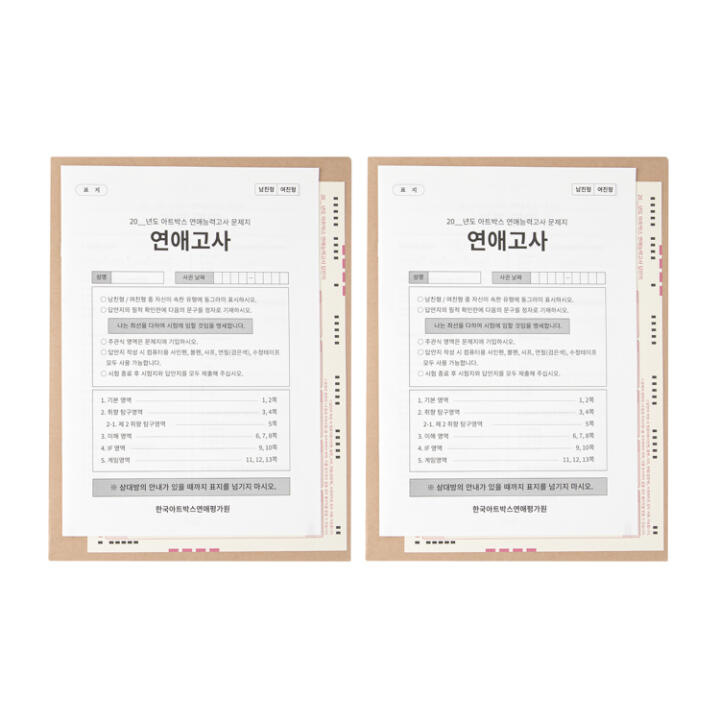 표 지
남친형 여친형
20__년도 아트박스 연애능력고사 문제지
연애고사
성명
사귄 날짜
○ 남친형 / 여친형 중 자신이 속한 유형에 동그라미 표시하시오.
○ 답안지의 필적 확인란에 다음의 문구를 정자로 기재하시오.
나는 최선을 다하여 시험에 임할 것임을 맹세합니다.
○ 주관식 영역은 문제지에 기입하시오.
○ 답안지 작성 시 컴퓨터용 사인펜, 볼펜, 샤프, 연필(검은색), 수정테이프
모두 사용 가능합니다.
○ 시험 종료 후 시험지와 답안지를 모두 제출해 주십시오.
1. 기본 영역 1, 2쪽
2. 취향 탐구영역 3, 4쪽
2-1. 제 2 취향 탐구영역 5쪽
3. 이해 영역 6, 7, 8쪽
4. IF 영역 9, 10쪽
5. 게임영역 11, 12, 13쪽
※ 상대방의 안내가 있을 때까지 표지를 넘기지 마시오.
한국아트박스연애평가원
표 지
남친형 여친형
20__년도 아트박스 연애능력고사 문제지
연애고사
성명
사귄 날짜
○ 남친형 / 여친형 중 자신이 속한 유형에 동그라미 표시하시오.
○ 답안지의 필적 확인란에 다음의 문구를 정자로 기재하시오.
나는 최선을 다하여 시험에 임할 것임을 맹세합니다.
○ 주관식 영역은 문제지에 기입하시오.
○ 답안지 작성 시 컴퓨터용 사인펜, 볼펜, 샤프, 연필(검은색), 수정테이프
모두 사용 가능합니다.
○ 시험 종료 후 시험지와 답안지를 모두 제출해 주십시오.
1. 기본 영역 1, 2쪽
2. 취향 탐구영역 3, 4쪽
2-1. 제 2 취향 탐구영역 5쪽
3. 이해 영역 6, 7, 8쪽
4. IF 영역 9, 10쪽
5. 게임영역 11, 12, 13쪽
※ 상대방의 안내가 있을 때까지 표지를 넘기지 마시오.
한국아트박스연애평가원